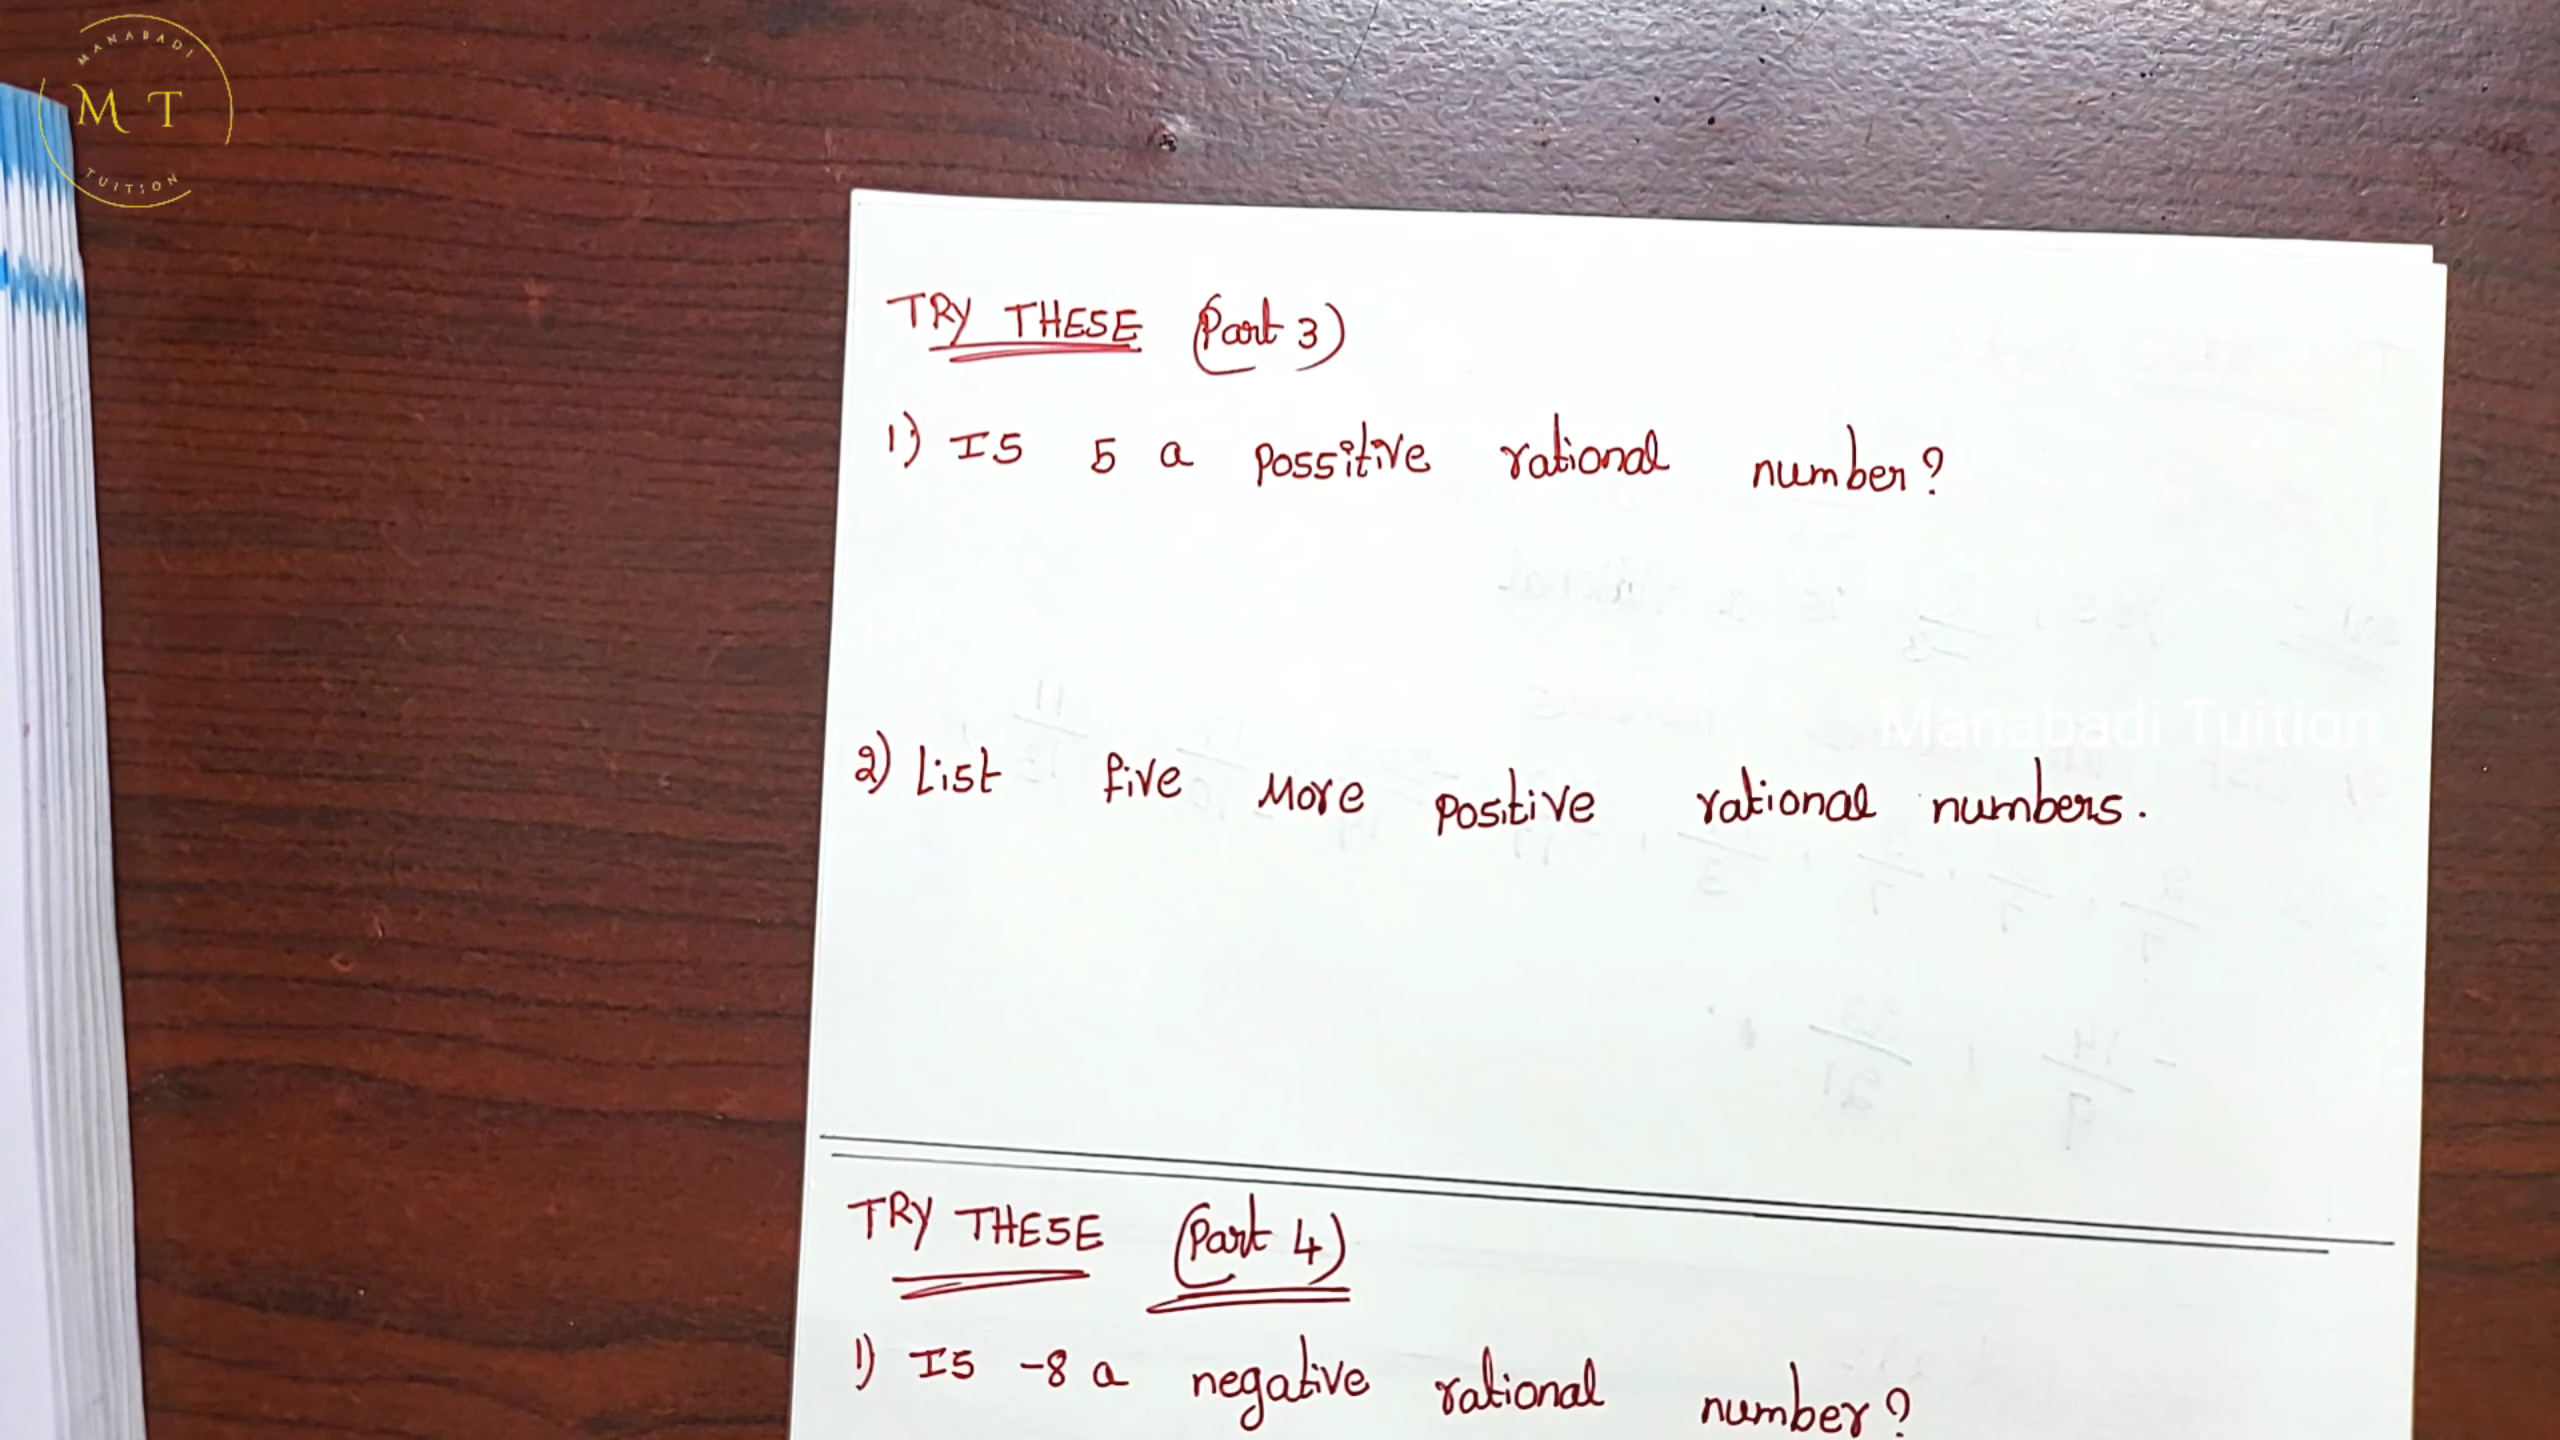 MANABADI
M T
TUITION
TRY THESE (Part 3)
1) Is 5 a possitive rational number?
Manabadi Tuition
2) List five more positive rational numbers.
TRY THESE (Part 4)
1) Is -8 a negative rational number?